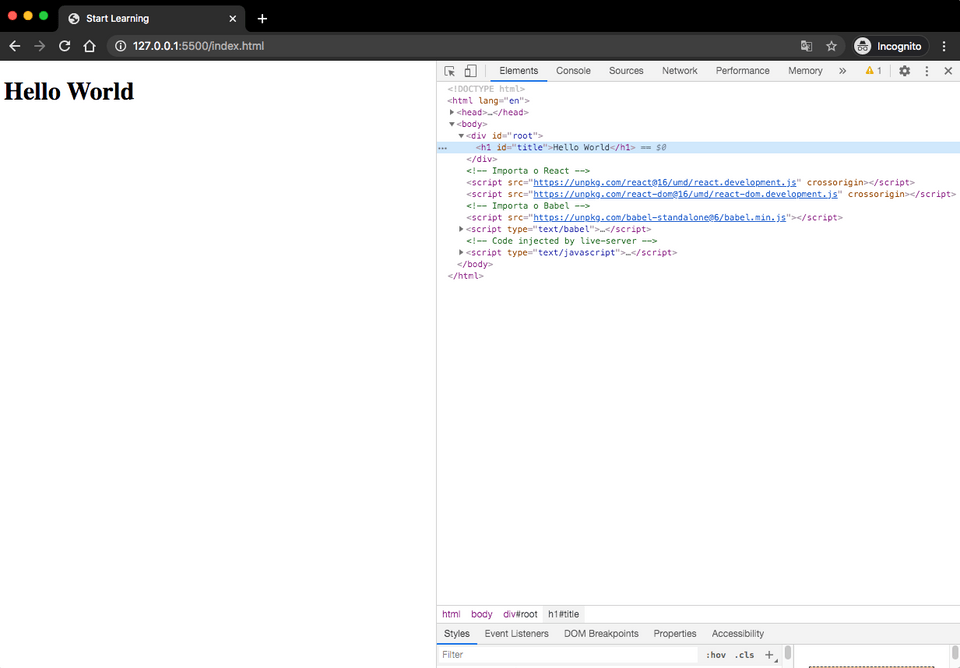 Start Learning
127.0.0.1:5500/index.html
Incognito
Hello World
Elements Console Sources Network Performance Memory » 1
<!DOCTYPE html>
<html lang="en">
<head>…</head>
<body>
<div id="root">
<h1 id="title">Hello World</h1> == $0
</div>
<!-- Importa o React -->
<script src="https://unpkg.com/react@16/umd/react.development.js" crossorigin></script>
<script src="https://unpkg.com/react-dom@16/umd/react-dom.development.js" crossorigin></script>
<!-- Importa o Babel -->
<script src="https://unpkg.com/babel-standalone@6/babel.min.js"></script>
<script type="text/babel">…</script>
<!-- Code injected by live-server -->
<script type="text/javascript">…</script>
</body>
</html>
html body div#root h1#title
Styles Event Listeners DOM Breakpoints Properties Accessibility
Filter :hov .cls +